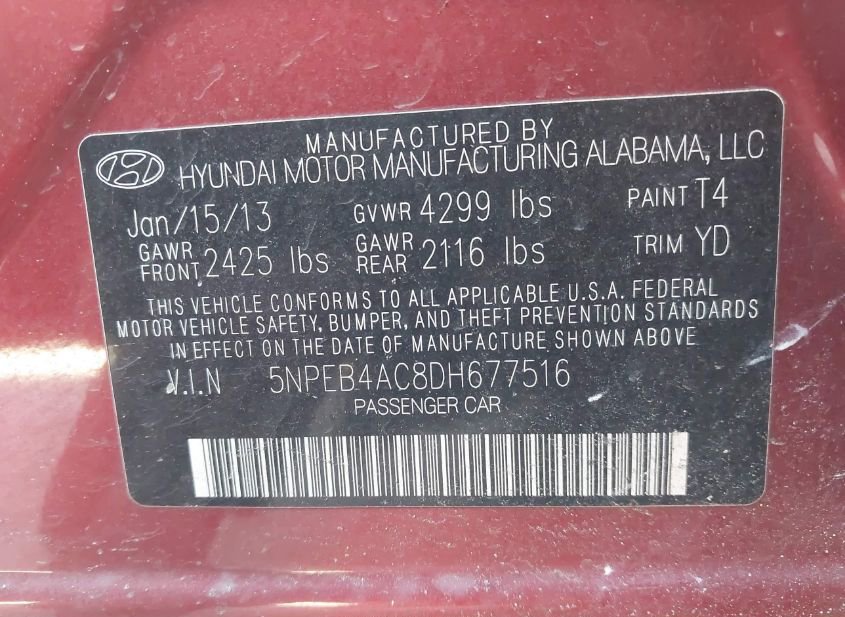 MANUFACTURED BY
HYUNDAI MOTOR MANUFACTURING ALABAMA, LLC
Jan/15/13 GVWR 4299 lbs PAINT T4
GAWR FRONT 2425 lbs GAWR REAR 2116 lbs TRIM YD
THIS VEHICLE CONFORMS TO ALL APPLICABLE U.S.A. FEDERAL
MOTOR VEHICLE SAFETY, BUMPER, AND THEFT PREVENTION STANDARDS
IN EFFECT ON THE DATE OF MANUFACTURE SHOWN ABOVE
V.I.N 5NPEB4AC8DH677516
PASSENGER CAR